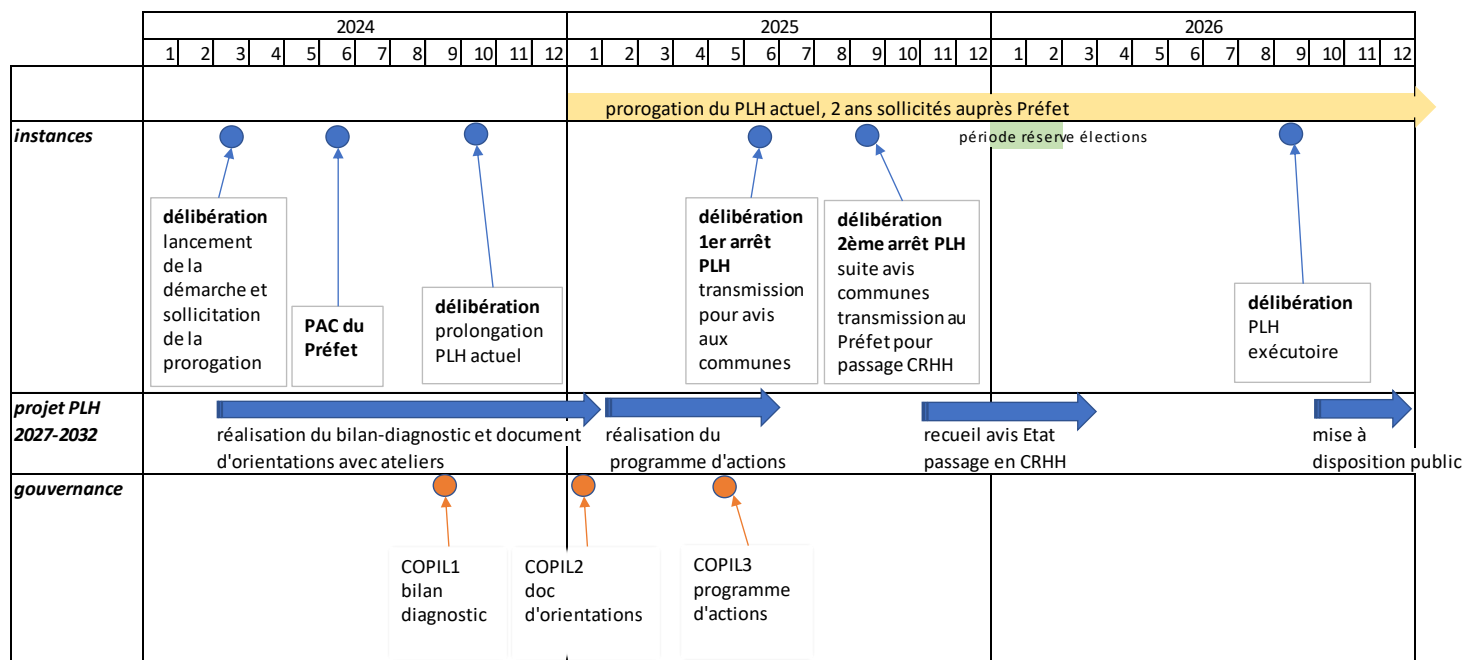 2024 2025 2026
1 2 3 4 5 6 7 8 9 10 11 12 1 2 3 4 5 6 7 8 9 10 11 12 1 2 3 4 5 6 7 8 9 10 11 12
prorogation du PLH actuel, 2 ans sollicités auprès Préfet
instances
période réserve élections
délibération
lancement
de la
démarche et
sollicitation
de la
prorogation
PAC du
Préfet
délibération
prolongation
PLH actuel
délibération
1er arrêt
PLH
transmission
pour avis
aux
communes
délibération
2ème arrêt PLH
suite avis
communes
transmission au
Préfet pour
passage CRHH
délibération
PLH
exécutoire
projet PLH
2027-2032
réalisation du bilan-diagnostic et document
d'orientations avec ateliers
réalisation du
programme d'actions
recueil avis Etat
passage en CRHH
mise à
disposition public
gouvernance
COPIL1
bilan
diagnostic
COPIL2
doc
d'orientations
COPIL3
programme
d'actions